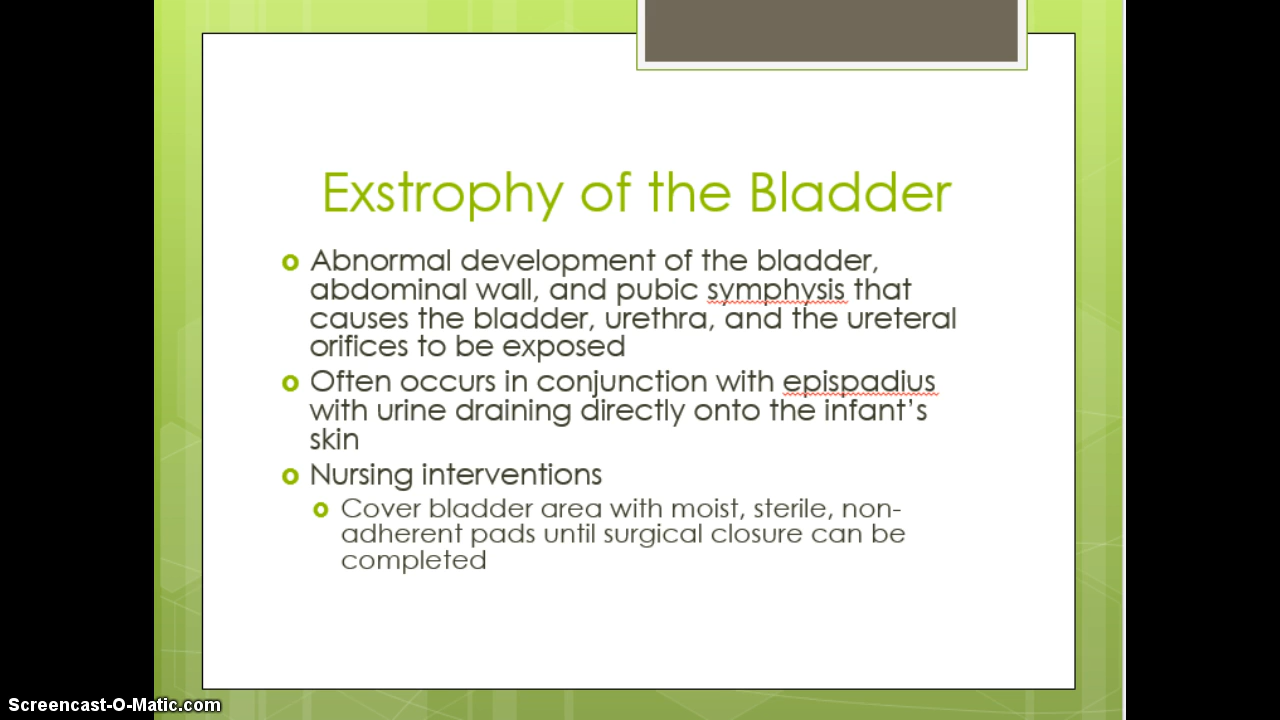 Exstrophy of the Bladder
Abnormal development of the bladder,
abdominal wall, and pubic symphysis that
causes the bladder, urethra, and the ureteral
orifices to be exposed
Often occurs in conjunction with epispadius
with urine draining directly onto the infant’s
skin
Nursing interventions
Cover bladder area with moist, sterile, non-
adherent pads until surgical closure can be
completed
Screencast-O-Matic.com